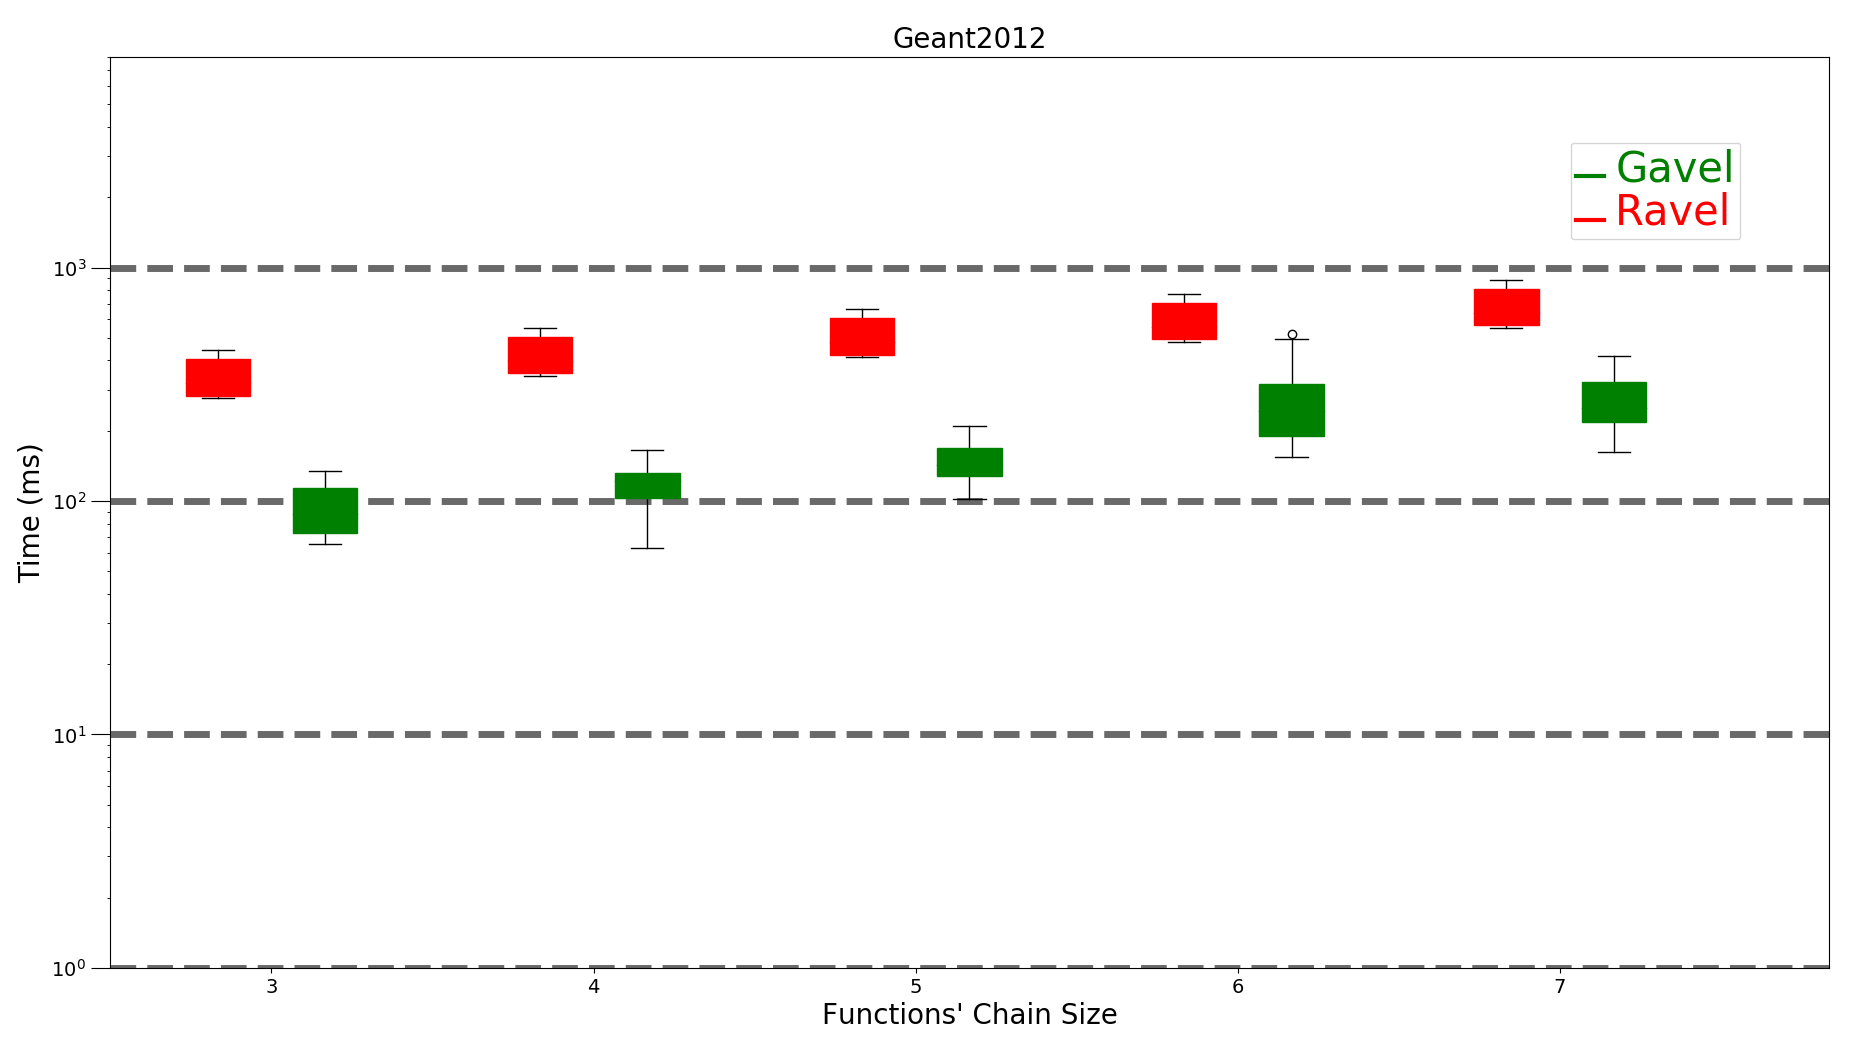 Geant2012
Gavel
Ravel
10³
10²
10¹
10⁰
Time (ms)
3 4 5 6 7
Functions' Chain Size